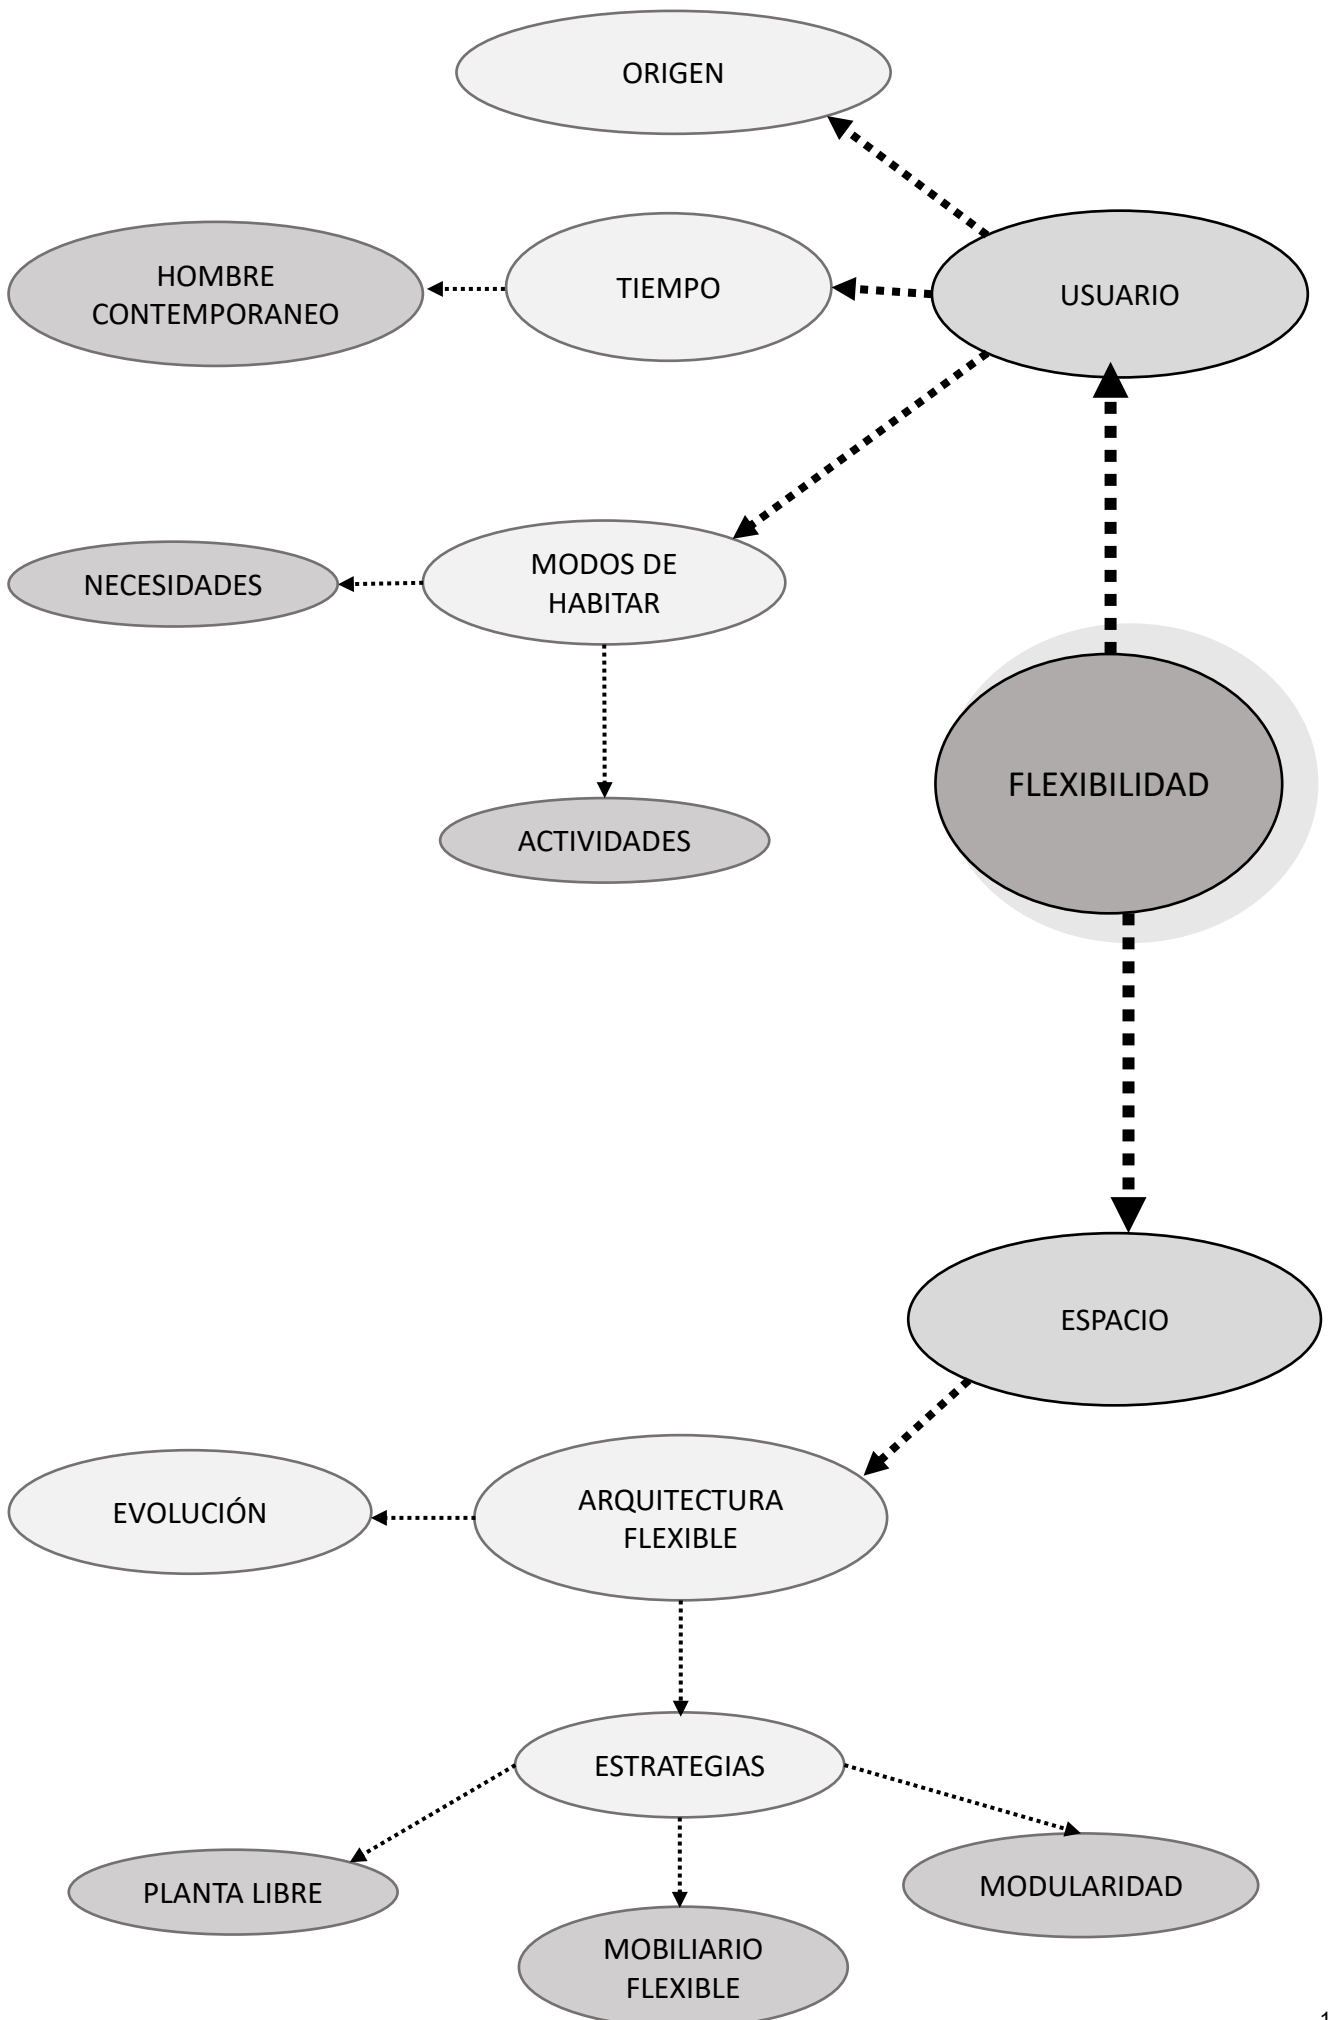 ORIGEN
HOMBRE
CONTEMPORANEO
TIEMPO
USUARIO
NECESIDADES
MODOS DE
HABITAR
FLEXIBILIDAD
ACTIVIDADES
ESPACIO
EVOLUCIÓN
ARQUITECTURA
FLEXIBLE
ESTRATEGIAS
PLANTA LIBRE
MODULARIDAD
MOBILIARIO
FLEXIBLE
1